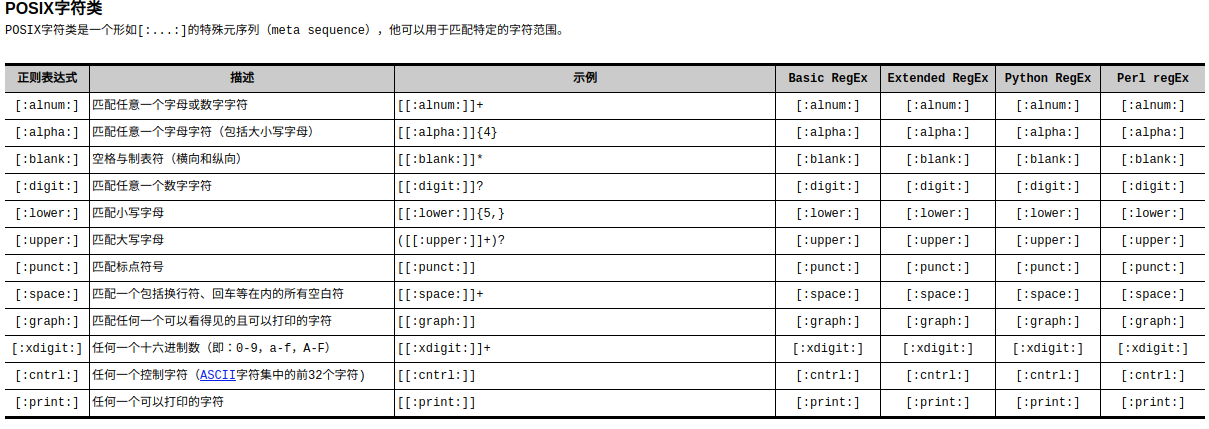 POSIX字符类
POSIX字符类是一个形如[:...:]的特殊元序列（meta sequence），他可以用于匹配特定的字符范围。
正则表达式 描述 示例 Basic RegEx Extended RegEx Python RegEx Perl regEx
[:alnum:] 匹配任意一个字母或数字字符 [[:alnum:]]+ [:alnum:] [:alnum:] [:alnum:] [:alnum:]
[:alpha:] 匹配任意一个字母字符（包括大小写字母） [[:alpha:]]{4} [:alpha:] [:alpha:] [:alpha:] [:alpha:]
[:blank:] 空格与制表符（横向和纵向） [[:blank:]]* [:blank:] [:blank:] [:blank:] [:blank:]
[:digit:] 匹配任意一个数字字符 [[:digit:]]? [:digit:] [:digit:] [:digit:] [:digit:]
[:lower:] 匹配小写字母 [[:lower:]]{5,} [:lower:] [:lower:] [:lower:] [:lower:]
[:upper:] 匹配大写字母 ([[:upper:]]+)? [:upper:] [:upper:] [:upper:] [:upper:]
[:punct:] 匹配标点符号 [[:punct:]] [:punct:] [:punct:] [:punct:] [:punct:]
[:space:] 匹配一个包括换行符、回车等在内的所有空白符 [[:space:]]+ [:space:] [:space:] [:space:] [:space:]
[:graph:] 匹配任何一个可以看得见的且可以打印的字符 [[:graph:]] [:graph:] [:graph:] [:graph:] [:graph:]
[:xdigit:] 任何一个十六进制数（即：0-9，a-f，A-F） [[:xdigit:]]+ [:xdigit:] [:xdigit:] [:xdigit:] [:xdigit:]
[:cntrl:] 任何一个控制字符（ASCII字符集中的前32个字符) [[:cntrl:]] [:cntrl:] [:cntrl:] [:cntrl:] [:cntrl:]
[:print:] 任何一个可以打印的字符 [[:print:]] [:print:] [:print:] [:print:] [:print:]